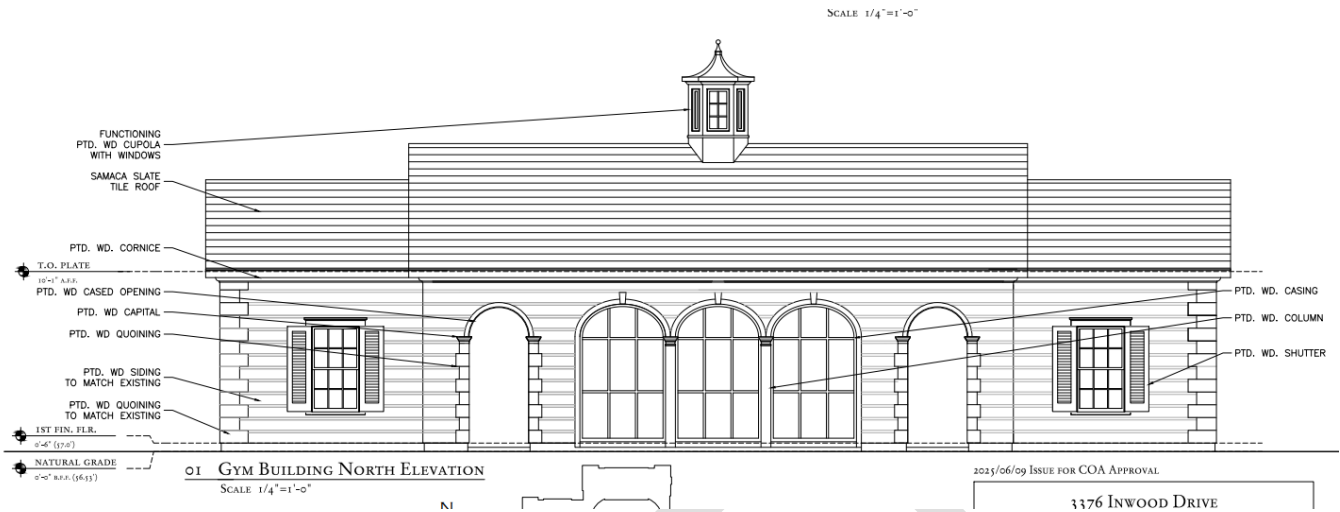 SCALE 1/4"=1'-0"
FUNCTIONING
PTD. WD CUPOLA
WITH WINDOWS
SAMACA SLATE
TILE ROOF
PTD. WD. CORNICE
T.O. PLATE
10'-1" A.F.F.
PTD. WD CASED OPENING
PTD. WD CAPITAL
PTD. WD QUOINING
PTD. WD SIDING
TO MATCH EXISTING
PTD. WD QUOINING
TO MATCH EXISTING
1ST FIN. FLR.
0'-6" (57.0')
NATURAL GRADE
0'-0" B.F.F. (56.53')
PTD. WD. CASING
PTD. WD. COLUMN
PTD. WD. SHUTTER
01 GYM BUILDING NORTH ELEVATION
SCALE 1/4"=1'-0"
N
2025/06/09 ISSUE FOR COA APPROVAL
3376 INWOOD DRIVE